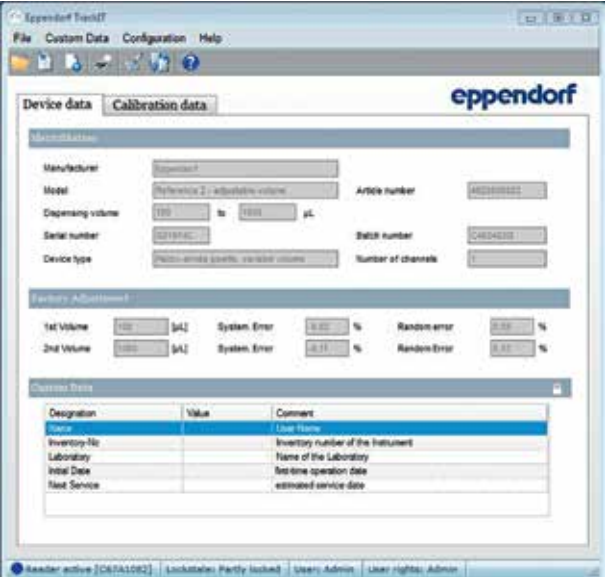 Eppendorf TrackIT
File Custom Data Configuration Help
eppendorf
Device data Calibration data
Identification
Manufacturer Eppendorf
Model Reference 2 - adjustable volume Article number
Dispensing volume 100 to 1000 µL
Serial number Batch number
Device type variable volume Number of channels 1
Factory Adjustment
1st Volume 100 [µL] System. Error % Random error %
2nd Volume 1000 [µL] System. Error % Random Error %
Custom Data
Designation Value Comment
Name User Name
Inventory-No Inventory number of the Instrument
Laboratory Name of the Laboratory
Initial Date first-time operation date
Next Service estimated service date
Reader active [C67A1082] Lockstate: Partly locked User: Admin User rights: Admin